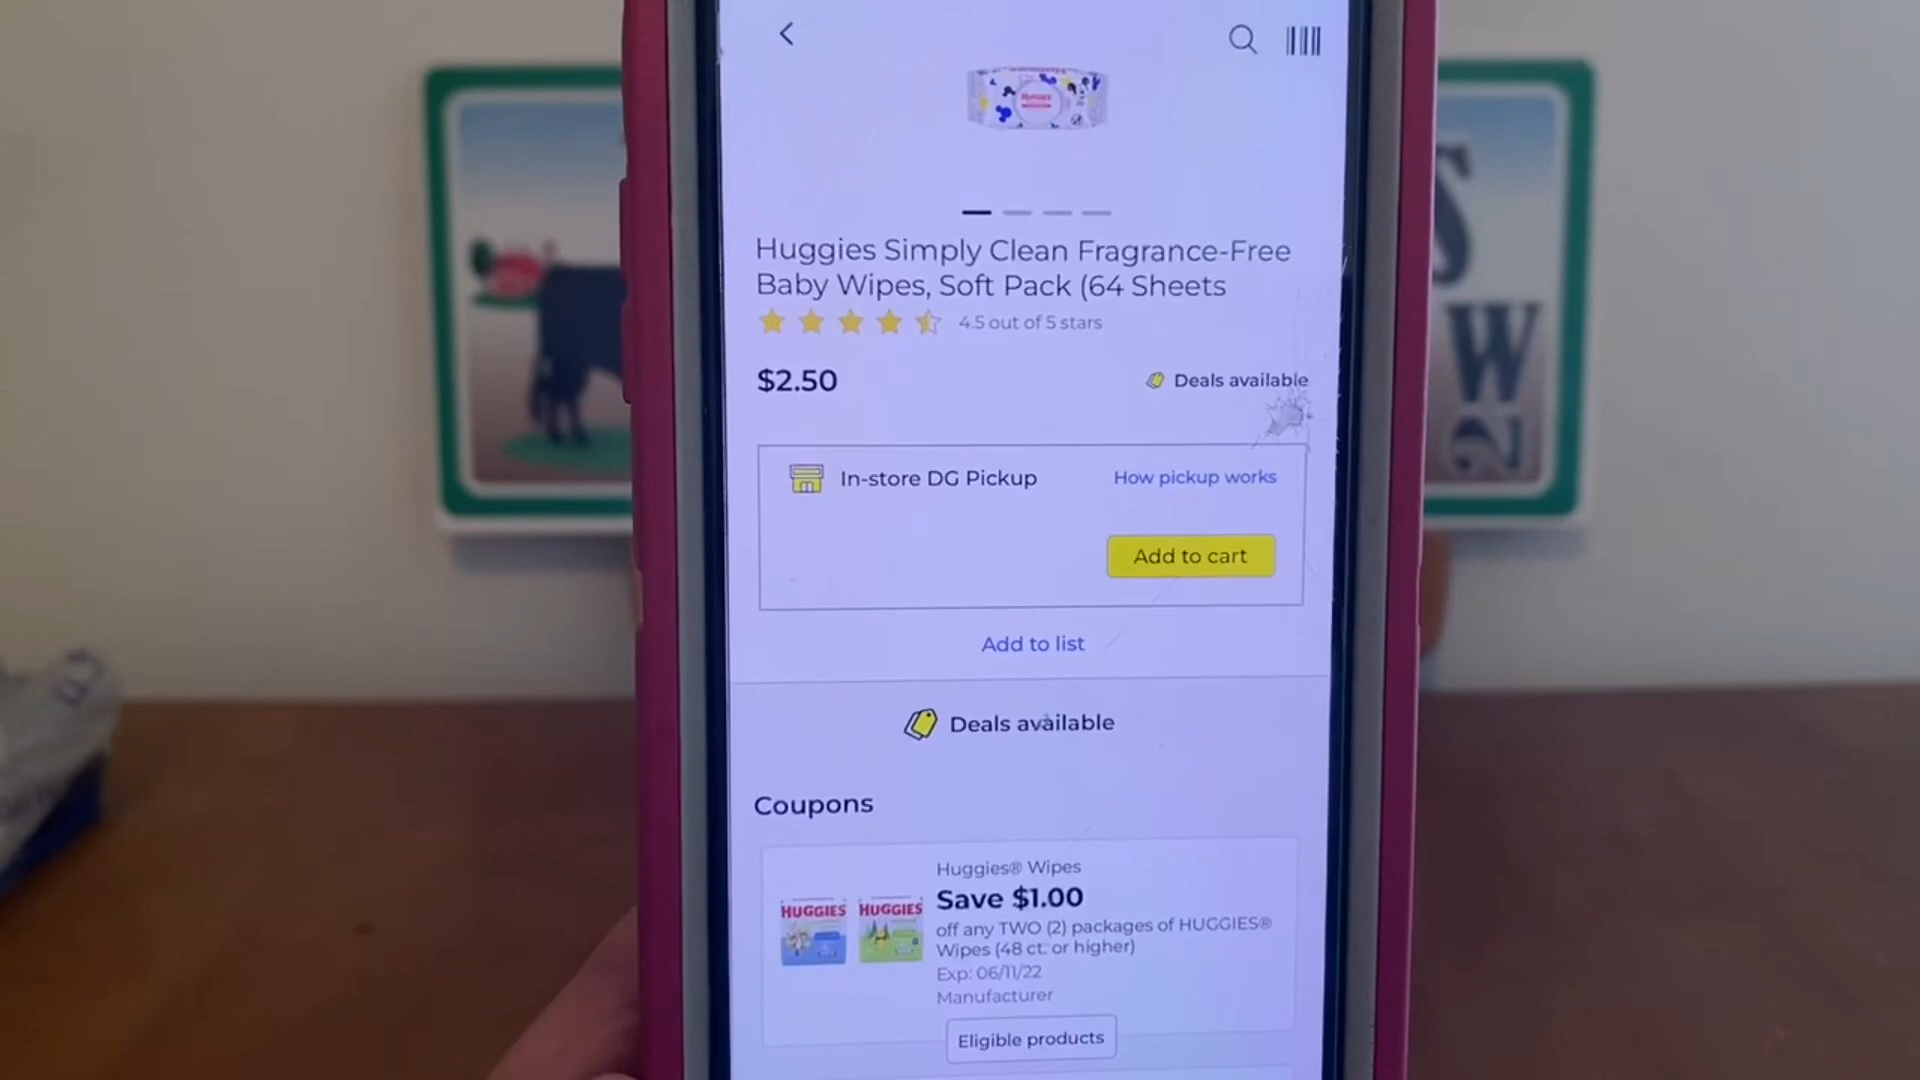 Huggies Simply Clean Fragrance-Free
Baby Wipes, Soft Pack (64 Sheets
4.5 out of 5 stars
$2.50
Deals available
In-store DG Pickup
How pickup works
Add to cart
Add to list
Deals available
Coupons
Huggies® Wipes
Save $1.00
off any TWO (2) packages of HUGGIES®
Wipes (48 ct. or higher)
Exp: 06/11/22
Manufacturer
Eligible products
HUGGIES
HUGGIES
S
W
2